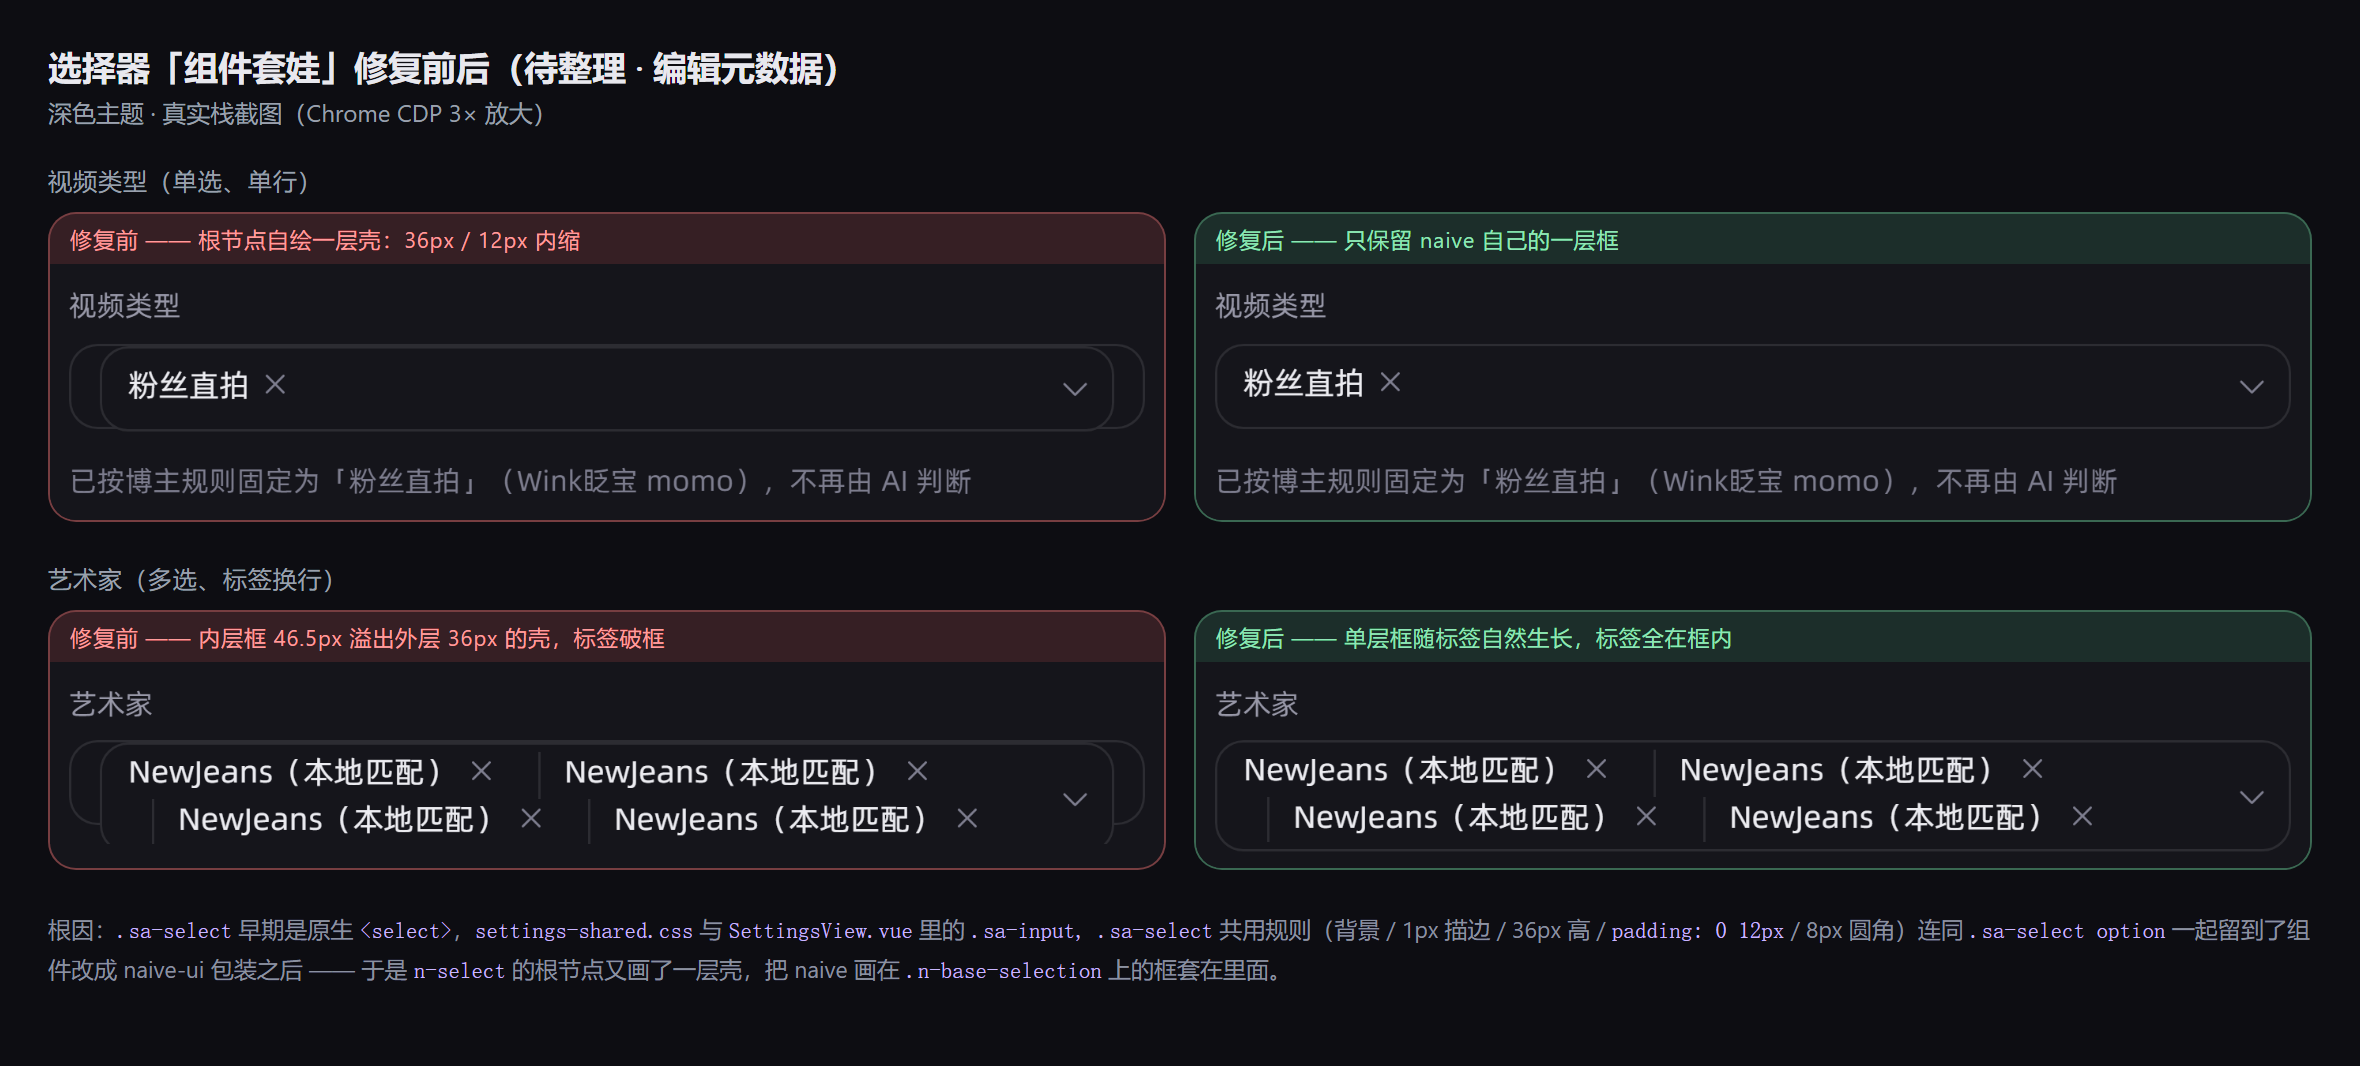 选择器「组件套娃」修复前后（待整理 · 编辑元数据）
深色主题 · 真实栈截图（Chrome CDP 3× 放大）
视频类型（单选、单行）
修复前 —— 根节点自绘一层壳：36px / 12px 内缩
视频类型
粉丝直拍 ×
已按博主规则固定为「粉丝直拍」（Wink眨宝 momo），不再由 AI 判断
修复后 —— 只保留 naive 自己的一层框
视频类型
粉丝直拍 ×
已按博主规则固定为「粉丝直拍」（Wink眨宝 momo），不再由 AI 判断
艺术家（多选、标签换行）
修复前 —— 内层框 46.5px 溢出外层 36px 的壳，标签破框
艺术家
NewJeans（本地匹配） × NewJeans（本地匹配） ×
NewJeans（本地匹配） × NewJeans（本地匹配） ×
修复后 —— 单层框随标签自然生长，标签全在框内
艺术家
NewJeans（本地匹配） × NewJeans（本地匹配） ×
NewJeans（本地匹配） × NewJeans（本地匹配） ×
根因：.sa-select 早期是原生 <select>，settings-shared.css 与 SettingsView.vue 里的 .sa-input, .sa-select 共用规则（背景 / 1px 描边 / 36px 高 / padding: 0 12px / 8px 圆角）连同 .sa-select option 一起留到了组
件改成 naive-ui 包装之后 —— 于是 n-select 的根节点又画了一层壳，把 naive 画在 .n-base-selection 上的框套在里面。